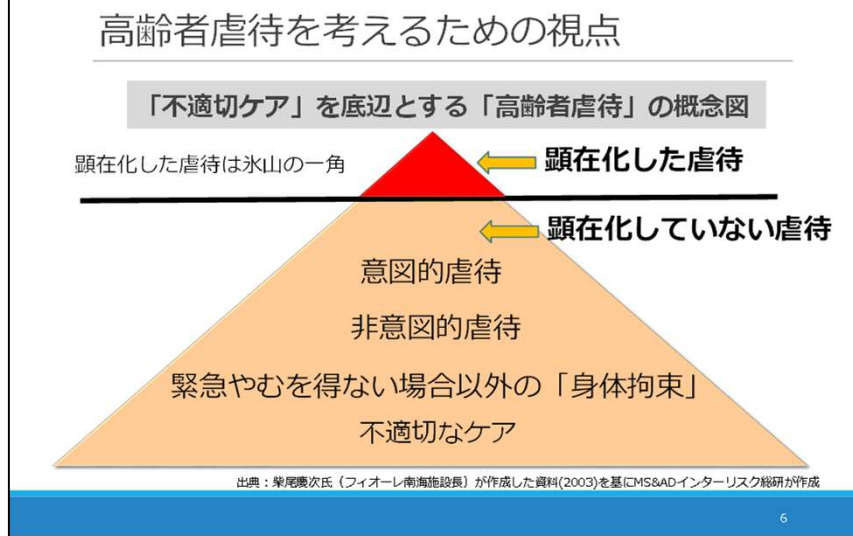 高齢者虐待を考えるための視点
「不適切ケア」を底辺とする「高齢者虐待」の概念図
顕在化した虐待は氷山の一角
顕在化した虐待
顕在化していない虐待
意図的虐待
非意図的虐待
緊急やむを得ない場合以外の「身体拘束」
不適切なケア
出典：柴尾慶次氏（フィオーレ南海施設長）が作成した資料(2003)を基にMS&ADインターリスク総研が作成
6